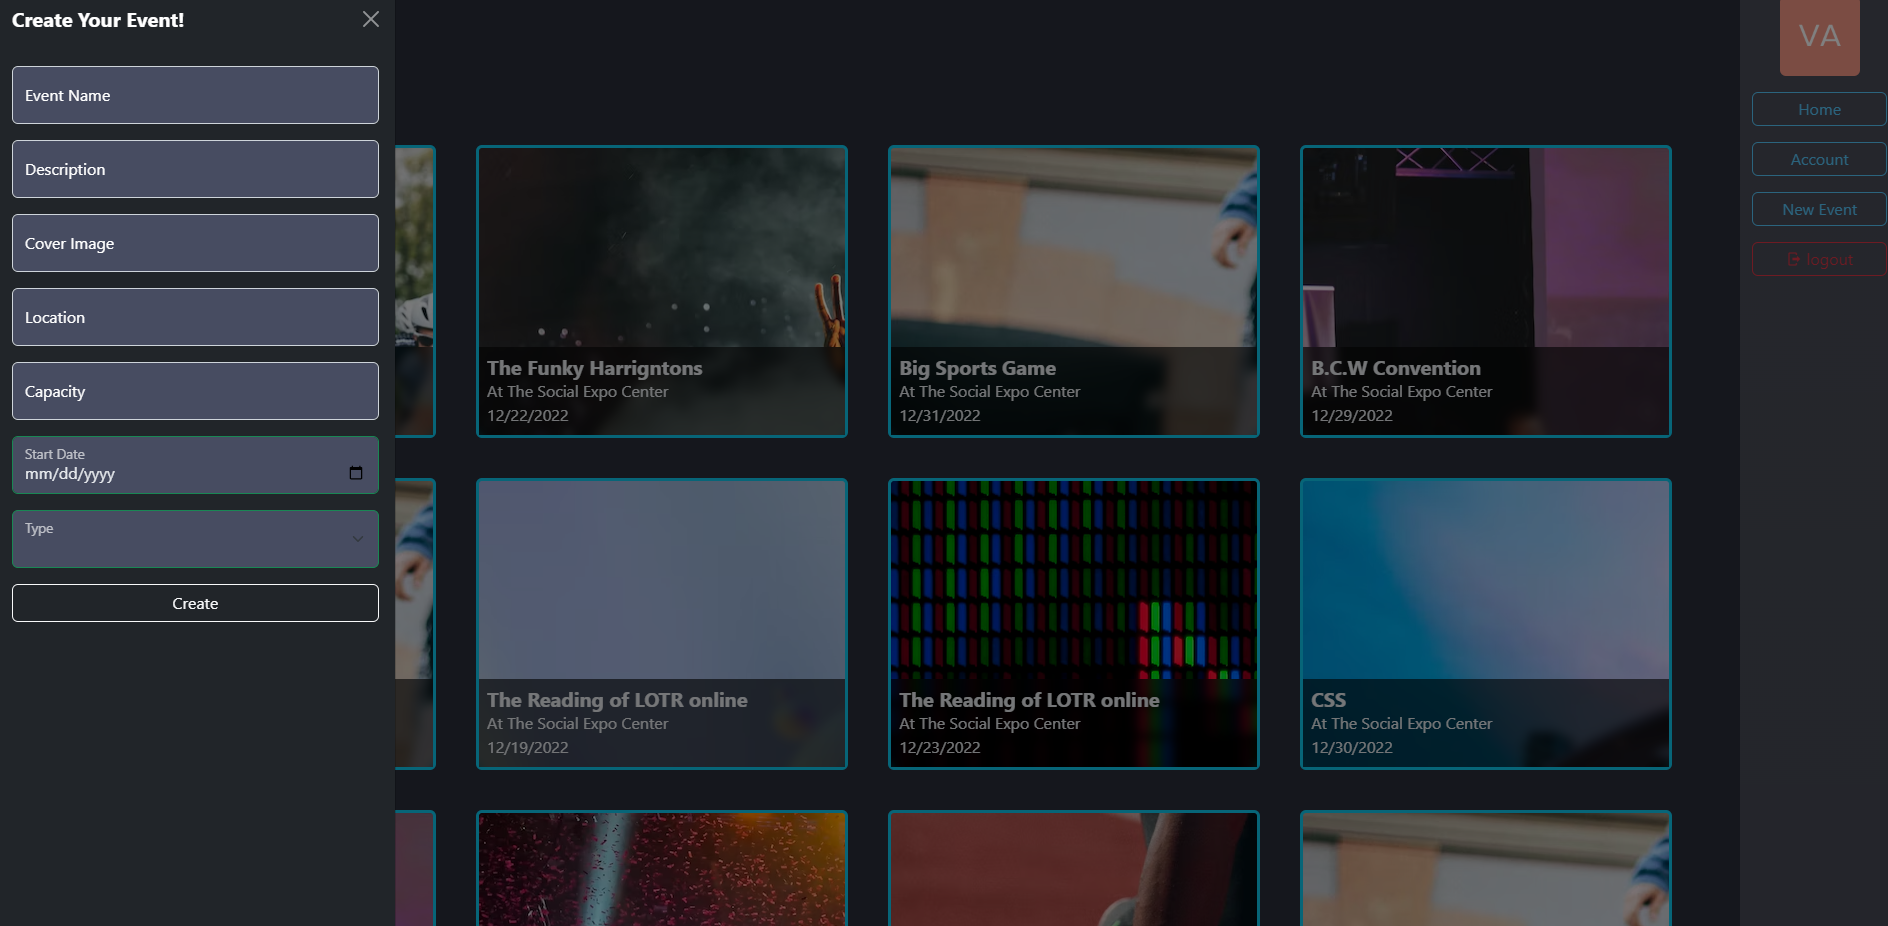 Create Your Event!
Event Name
Description
Cover Image
Location
Capacity
Start Date
mm/dd/yyyy
Type
Create
The Funky Harrigntons
At The Social Expo Center
12/22/2022
Big Sports Game
At The Social Expo Center
12/31/2022
B.C.W Convention
At The Social Expo Center
12/29/2022
The Reading of LOTR online
At The Social Expo Center
12/19/2022
The Reading of LOTR online
At The Social Expo Center
12/23/2022
CSS
At The Social Expo Center
12/30/2022
VA
Home
Account
New Event
logout